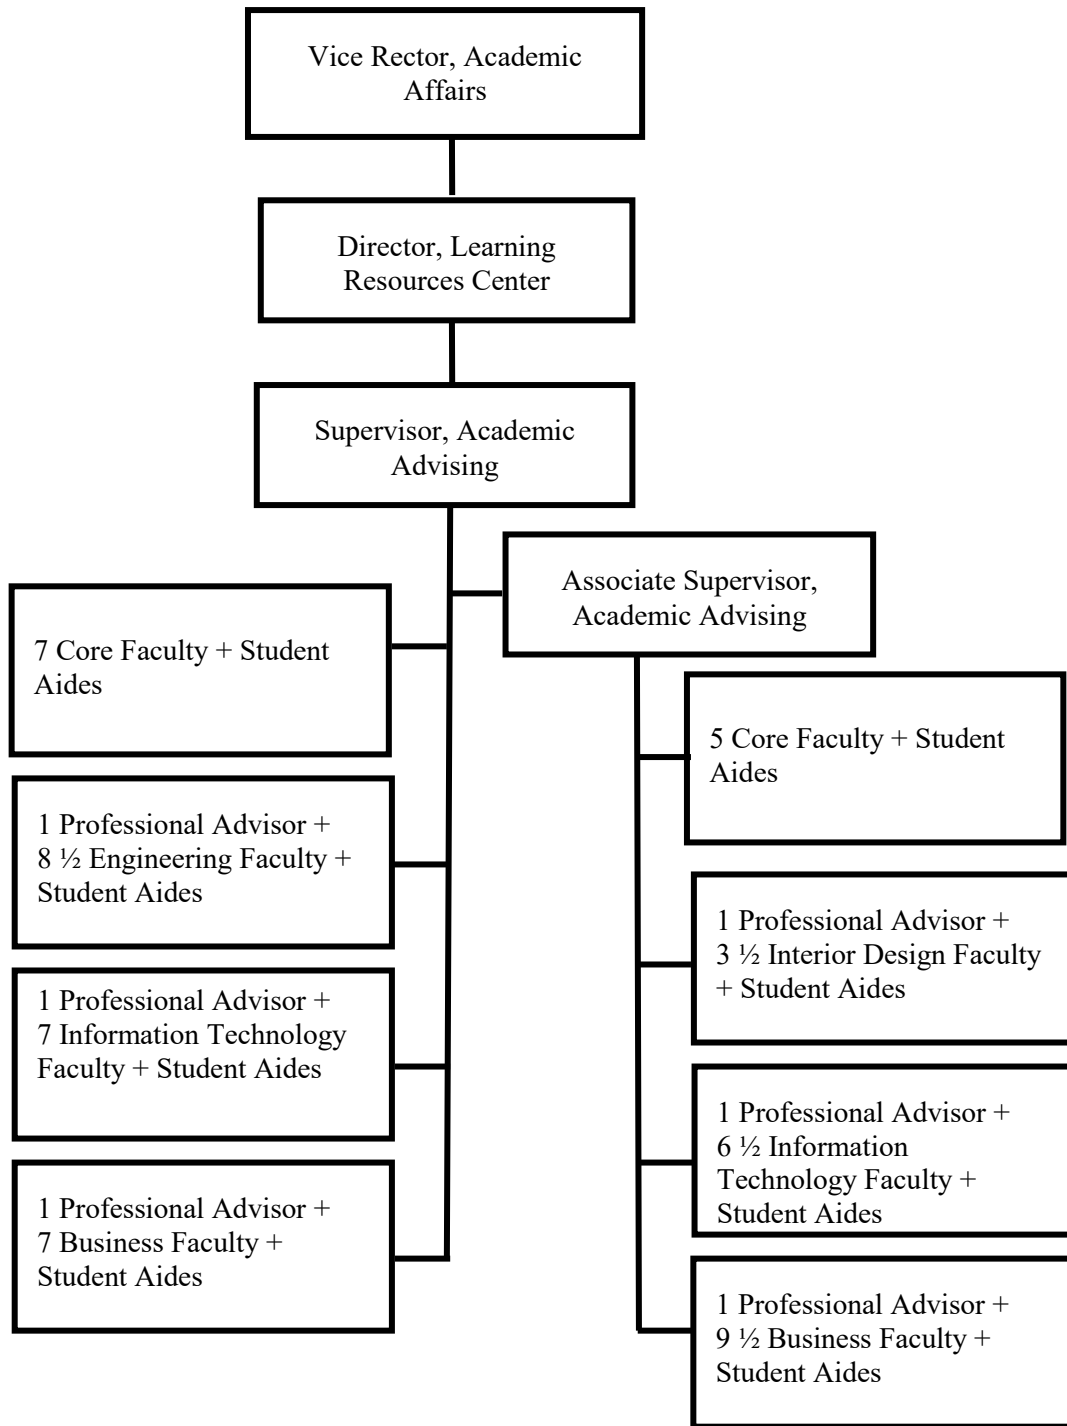 Vice Rector, Academic
Affairs
Director, Learning
Resources Center
Supervisor, Academic
Advising
Associate Supervisor,
Academic Advising
7 Core Faculty + Student
Aides
1 Professional Advisor +
8 ½ Engineering Faculty +
Student Aides
1 Professional Advisor +
7 Information Technology
Faculty + Student Aides
1 Professional Advisor +
7 Business Faculty +
Student Aides
5 Core Faculty + Student
Aides
1 Professional Advisor +
3 ½ Interior Design Faculty
+ Student Aides
1 Professional Advisor +
6 ½ Information
Technology Faculty +
Student Aides
1 Professional Advisor +
9 ½ Business Faculty +
Student Aides